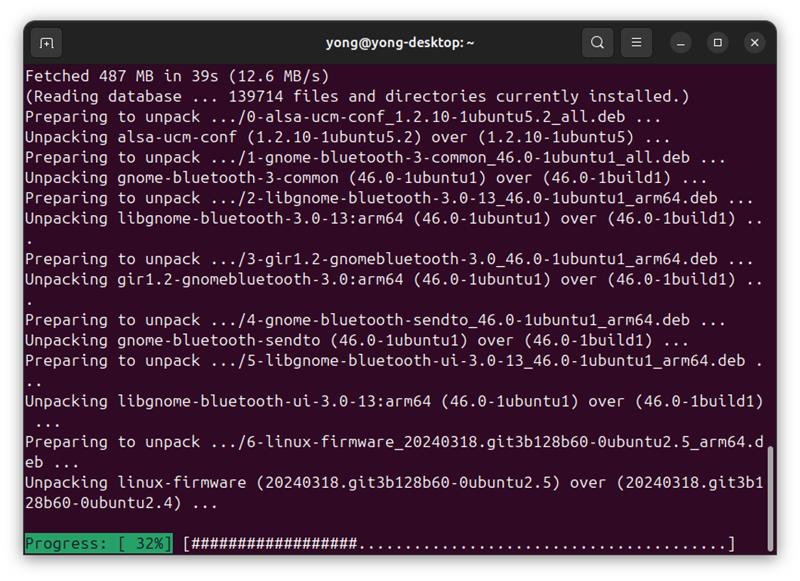 yong@yong-desktop: ~
Fetched 487 MB in 39s (12.6 MB/s)
(Reading database ... 139714 files and directories currently installed.)
Preparing to unpack .../0-alsa-ucm-conf_1.2.10-1ubuntu5.2_all.deb ...
Unpacking alsa-ucm-conf (1.2.10-1ubuntu5.2) over (1.2.10-1ubuntu5) ...
Preparing to unpack .../1-gnome-bluetooth-3-common_46.0-1ubuntu1_all.deb ...
Unpacking gnome-bluetooth-3-common (46.0-1ubuntu1) over (46.0-1build1) ...
Preparing to unpack .../2-libgnome-bluetooth-3.0-13_46.0-1ubuntu1_arm64.deb ...
Unpacking libgnome-bluetooth-3.0-13:arm64 (46.0-1ubuntu1) over (46.0-1build1) ..
.
Preparing to unpack .../3-gir1.2-gnomebluetooth-3.0_46.0-1ubuntu1_arm64.deb ...
Unpacking gir1.2-gnomebluetooth-3.0:arm64 (46.0-1ubuntu1) over (46.0-1build1) ..
.
Preparing to unpack .../4-gnome-bluetooth-sendto_46.0-1ubuntu1_arm64.deb ...
Unpacking gnome-bluetooth-sendto (46.0-1ubuntu1) over (46.0-1build1) ...
Preparing to unpack .../5-libgnome-bluetooth-ui-3.0-13_46.0-1ubuntu1_arm64.deb .
..
Unpacking libgnome-bluetooth-ui-3.0-13:arm64 (46.0-1ubuntu1) over (46.0-1build1)
 ...
Preparing to unpack .../6-linux-firmware_20240318.git3b128b60-0ubuntu2.5_arm64.d
eb ...
Unpacking linux-firmware (20240318.git3b128b60-0ubuntu2.5) over (20240318.git3b1
28b60-0ubuntu2.4) ...
Progress: [ 32%] [##################........................................]